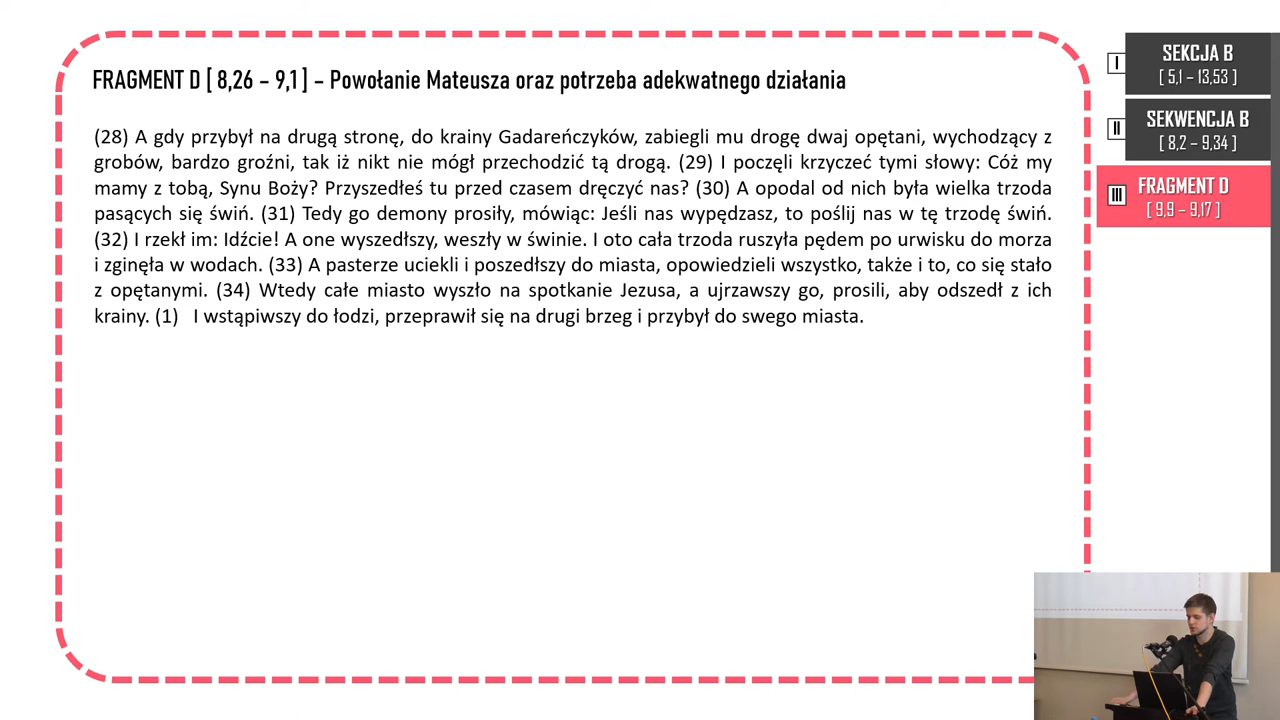 FRAGMENT D [ 8,26 – 9,1 ] – Powołanie Mateusza oraz potrzeba adekwatnego działania
(28) A gdy przybył na drugą stronę, do krainy Gadareńczyków, zabiegli mu drogę dwaj opętani, wychodzący z
grobów, bardzo groźni, tak iż nikt nie mógł przechodzić tą drogą. (29) I poczęli krzyczeć tymi słowy: Cóż my
mamy z tobą, Synu Boży? Przyszedłeś tu przed czasem dręczyć nas? (30) A opodal od nich była wielka trzoda
pasących się świń. (31) Tedy go demony prosiły, mówiąc: Jeśli nas wypędzasz, to poślij nas w tę trzodę świń.
(32) I rzekł im: Idźcie! A one wyszedłszy, weszły w świnie. I oto cała trzoda ruszyła pędem po urwisku do morza
i zginęła w wodach. (33) A pasterze uciekli i poszedłszy do miasta, opowiedzieli wszystko, także i to, co się stało
z opętanymi. (34) Wtedy całe miasto wyszło na spotkanie Jezusa, a ujrzawszy go, prosili, aby odszedł z ich
krainy. (1) I wstąpiwszy do łodzi, przeprawił się na drugi brzeg i przybył do swego miasta.
I
SEKCJA B
[ 5,1 – 13,53 ]
II
SEKWENCJA B
[ 8,2 – 9,34 ]
III
FRAGMENT D
[ 9,9 – 9,17 ]